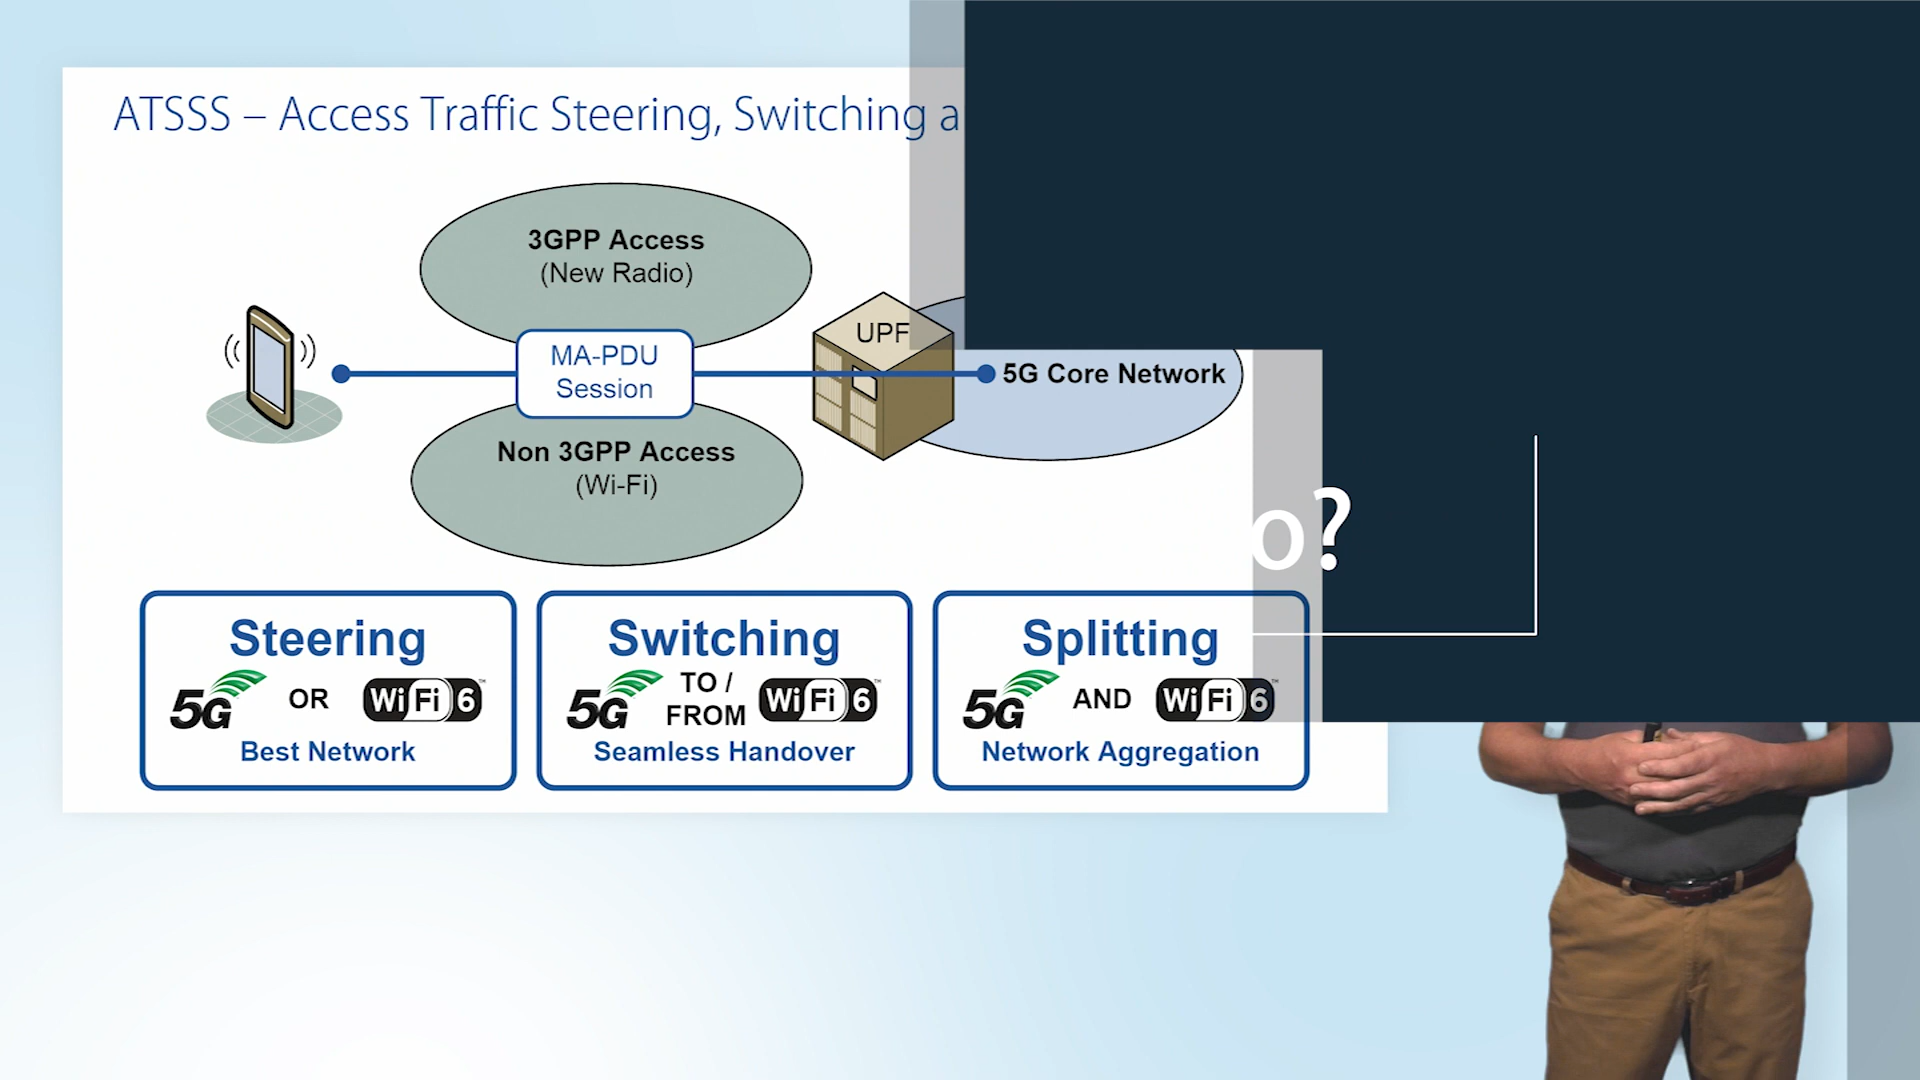 ATSSS – Access Traffic Steering, Switching a
3GPP Access
(New Radio)
UPF
MA-PDU
Session
5G Core Network
Non 3GPP Access
(Wi-Fi)
o?
Steering
5G OR Wi Fi 6
Best Network
Switching
5G TO / FROM Wi Fi 6
Seamless Handover
Splitting
5G AND Wi Fi 6
Network Aggregation